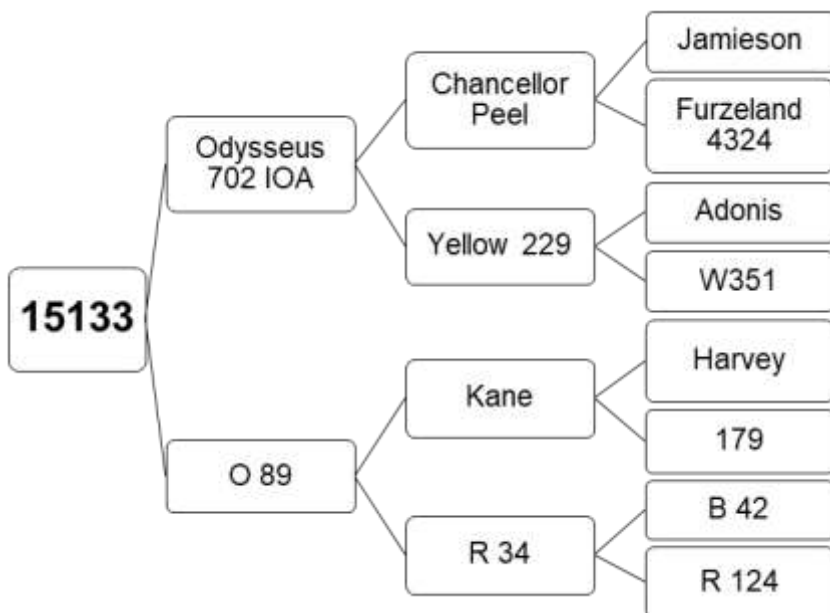 Jamieson
Chancellor
Peel
Furzeland
4324
Odysseus
702 IOA
Adonis
Yellow 229
W351
15133
Harvey
Kane
179
O 89
B 42
R 34
R 124